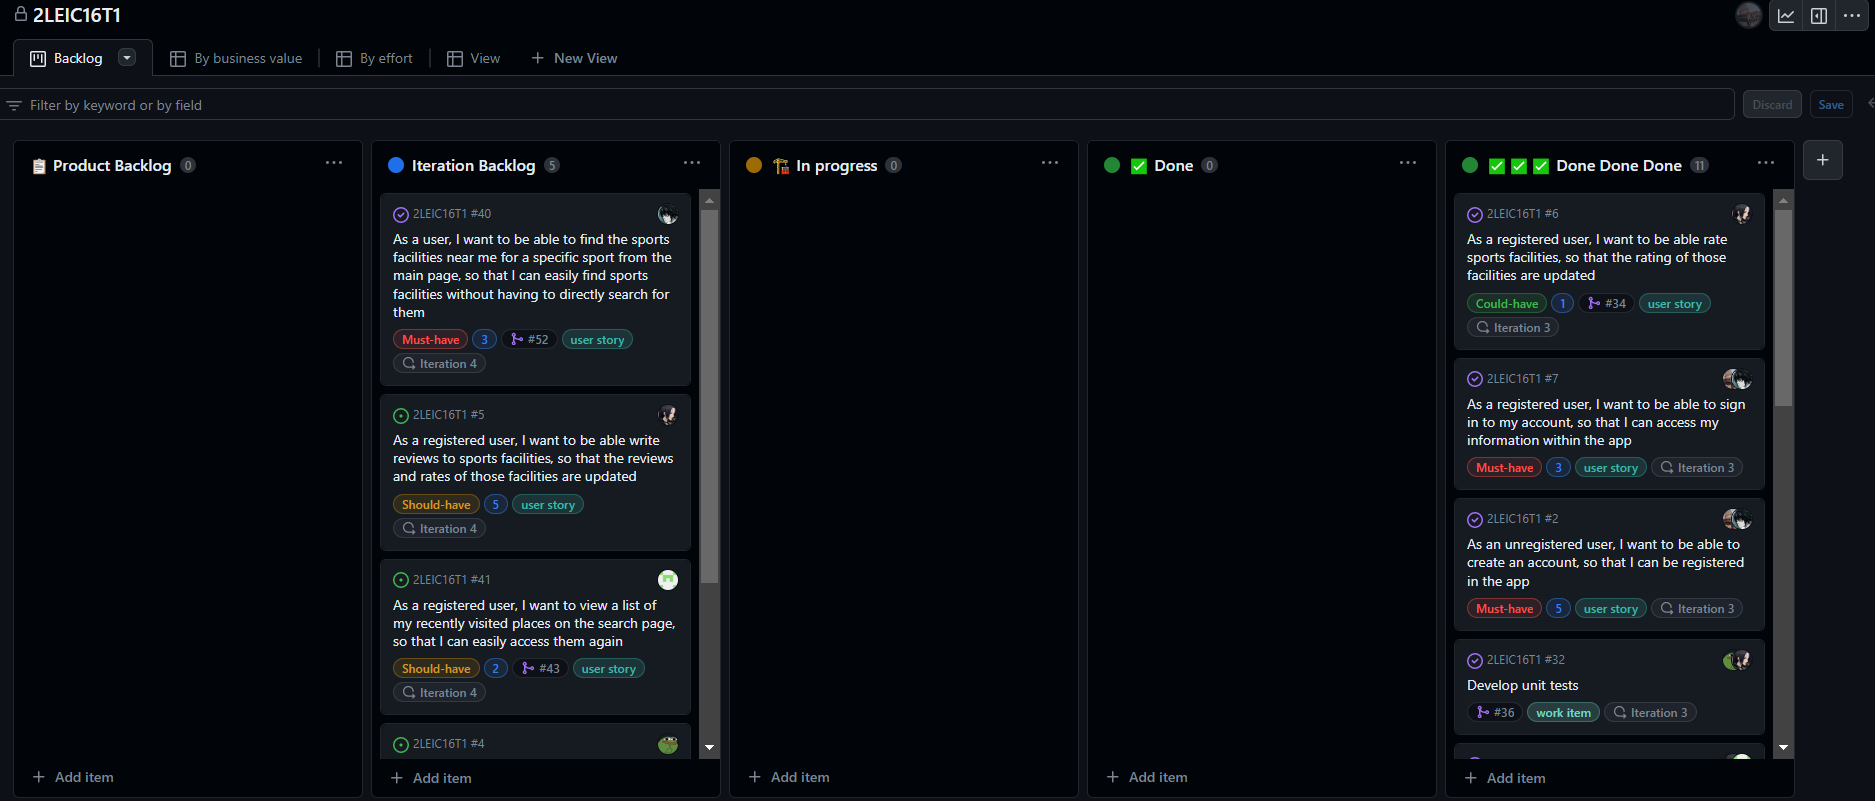 2LEIC16T1
Backlog
By business value
By effort
View
New View
Filter by keyword or by field
Discard
Save
Product Backlog 0
Iteration Backlog 5
2LEIC16T1 #40
As a user, I want to be able to find the sports
facilities near me for a specific sport from the
main page, so that I can easily find sports
facilities without having to directly search for
them
Must-have 3 #52 user story
Iteration 4
2LEIC16T1 #5
As a registered user, I want to be able write
reviews to sports facilities, so that the reviews
and rates of those facilities are updated
Should-have 5 user story
Iteration 4
2LEIC16T1 #41
As a registered user, I want to view a list of
my recently visited places on the search page,
so that I can easily access them again
Should-have 2 #43 user story
Iteration 4
2LEIC16T1 #4
In progress 0
Done 0
Done Done Done 11
2LEIC16T1 #6
As a registered user, I want to be able rate
sports facilities, so that the rating of those
facilities are updated
Could-have 1 #34 user story
Iteration 3
2LEIC16T1 #7
As a registered user, I want to be able to sign
in to my account, so that I can access my
information within the app
Must-have 3 user story Iteration 3
2LEIC16T1 #2
As an unregistered user, I want to be able to
create an account, so that I can be registered
in the app
Must-have 5 user story Iteration 3
2LEIC16T1 #32
Develop unit tests
#36 work item Iteration 3
Add item
Add item
Add item
Add item
Add item